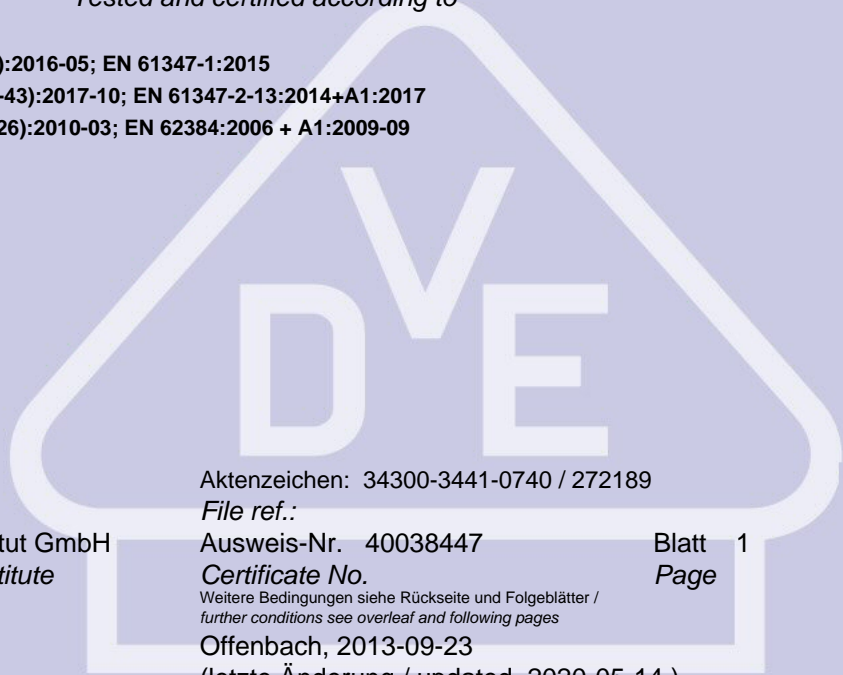 Tested and certified according to
):2016-05; EN 61347-1:2015
-43):2017-10; EN 61347-2-13:2014+A1:2017
26):2010-03; EN 62384:2006 + A1:2009-09
VDE
Aktenzeichen: 34300-3441-0740 / 272189
File ref.:
tut GmbH Ausweis-Nr. 40038447 Blatt 1
titute Certificate No. Page
Weitere Bedingungen siehe Rückseite und Folgeblätter /
further conditions see overleaf and following pages
Offenbach, 2013-09-23
(letzte Änderung / updated 2020-05-14 )